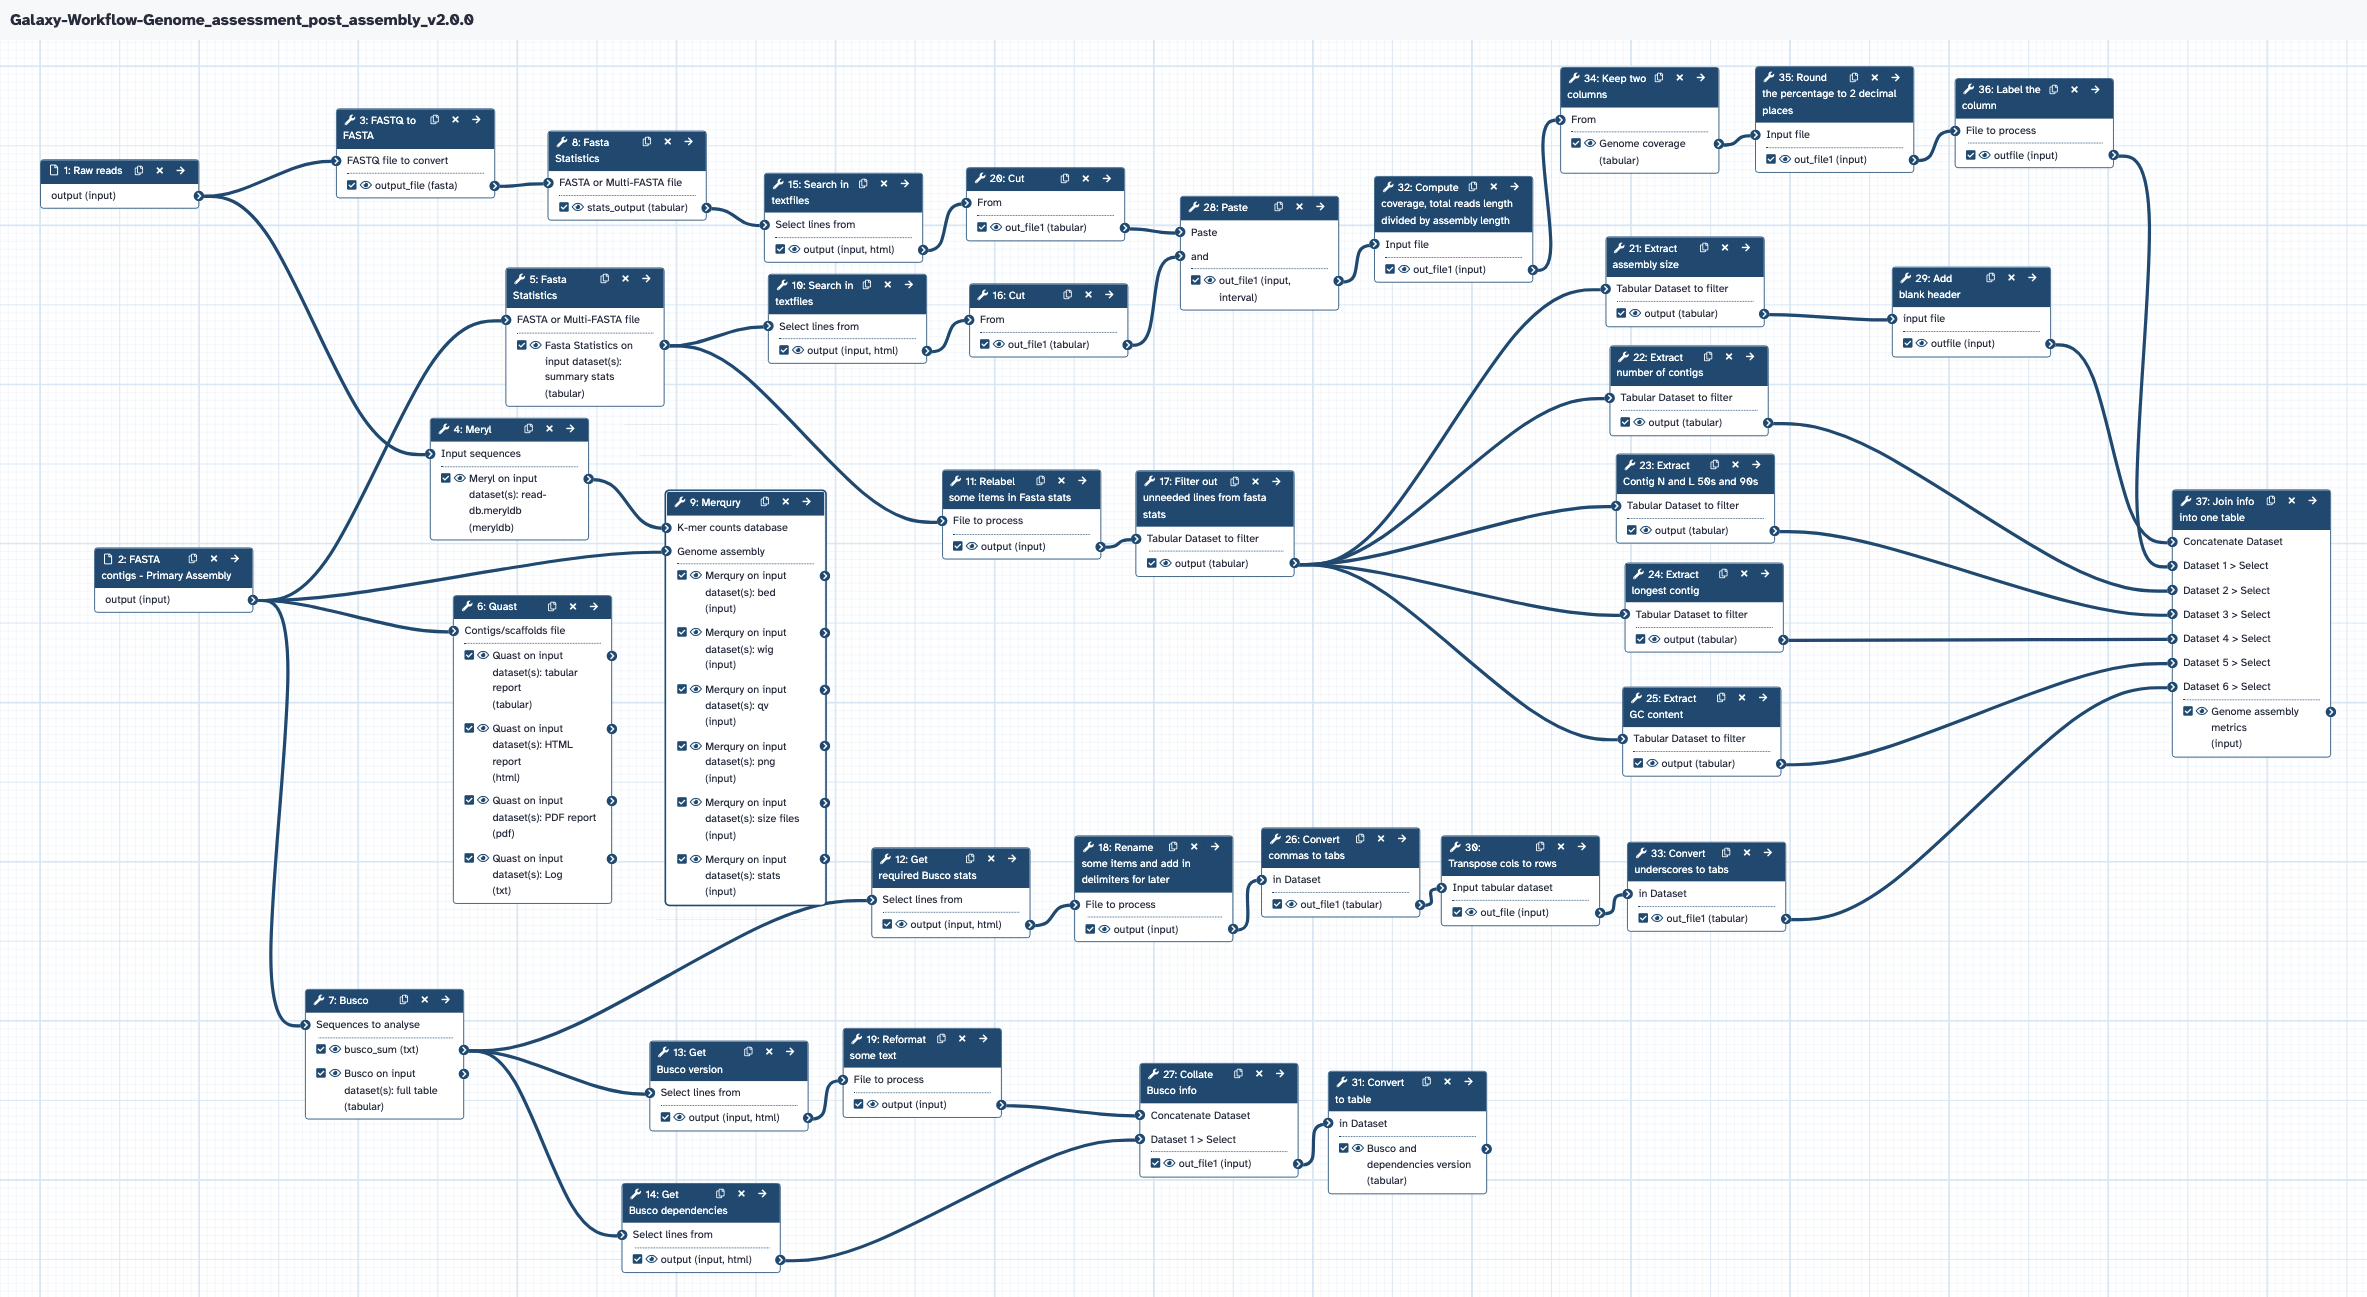 Galaxy-Workflow-Genome_assessment_post_assembly_v2.0.0
1: Raw reads
output (input)
2: FASTA
contigs - Primary Assembly
output (input)
3: FASTQ to
FASTA
FASTQ file to convert
output_file (fasta)
8: Fasta
Statistics
FASTA or Multi-FASTA file
stats_output (tabular)
5: Fasta
Statistics
FASTA or Multi-FASTA file
Fasta Statistics on
input dataset(s):
summary stats
(tabular)
4: Meryl
Input sequences
Meryl on input
dataset(s): read-
db.meryldb
(meryldb)
9: Merqury
K-mer counts database
Genome assembly
Merqury on input
dataset(s): bed
(input)
Merqury on input
dataset(s): wig
(input)
Merqury on input
dataset(s): qv
(input)
Merqury on input
dataset(s): png
(input)
Merqury on input
dataset(s): size files
(input)
Merqury on input
dataset(s): stats
(input)
6: Quast
Contigs/scaffolds file
Quast on input
dataset(s): tabular
report
(tabular)
Quast on input
dataset(s): HTML
report
(html)
Quast on input
dataset(s): PDF report
(pdf)
Quast on input
dataset(s): Log
(txt)
7: Busco
Sequences to analyse
busco_sum (txt)
Busco on input
dataset(s): full table
(tabular)
15: Search in
textfiles
Select lines from
output (input, html)
10: Search in
textfiles
Select lines from
output (input, html)
20: Cut
From
out_file1 (tabular)
16: Cut
From
out_file1 (tabular)
28: Paste
Paste
and
out_file1 (input,
interval)
32: Compute
coverage, total reads length
divided by assembly length
Input file
out_file1 (input)
34: Keep two
columns
From
Genome coverage
(tabular)
35: Round
the percentage to 2 decimal
places
Input file
out_file1 (input)
36: Label the
column
File to process
outfile (input)
11: Relabel
some items in Fasta stats
File to process
output (input)
17: Filter out
unneeded lines from fasta
stats
Tabular Dataset to filter
output (tabular)
21: Extract
assembly size
Tabular Dataset to filter
output (tabular)
29: Add
blank header
input file
outfile (input)
22: Extract
number of contigs
Tabular Dataset to filter
output (tabular)
23: Extract
Contig N and L 50s and 90s
Tabular Dataset to filter
output (tabular)
24: Extract
longest contig
Tabular Dataset to filter
output (tabular)
25: Extract
GC content
Tabular Dataset to filter
output (tabular)
37: Join info
into one table
Concatenate Dataset
Dataset 1 > Select
Dataset 2 > Select
Dataset 3 > Select
Dataset 4 > Select
Dataset 5 > Select
Dataset 6 > Select
Genome assembly
metrics
(input)
12: Get
required Busco stats
Select lines from
output (input, html)
18: Rename
some items and add in
delimiters for later
File to process
output (input)
26: Convert
commas to tabs
in Dataset
out_file1 (tabular)
30:
Transpose cols to rows
Input tabular dataset
out_file (input)
33: Convert
underscores to tabs
in Dataset
out_file1 (tabular)
13: Get
Busco version
Select lines from
output (input, html)
19: Reformat
some text
File to process
output (input)
14: Get
Busco dependencies
Select lines from
output (input, html)
27: Collate
Busco info
Concatenate Dataset
Dataset 1 > Select
out_file1 (input)
31: Convert
to table
in Dataset
Busco and
dependencies version
(tabular)